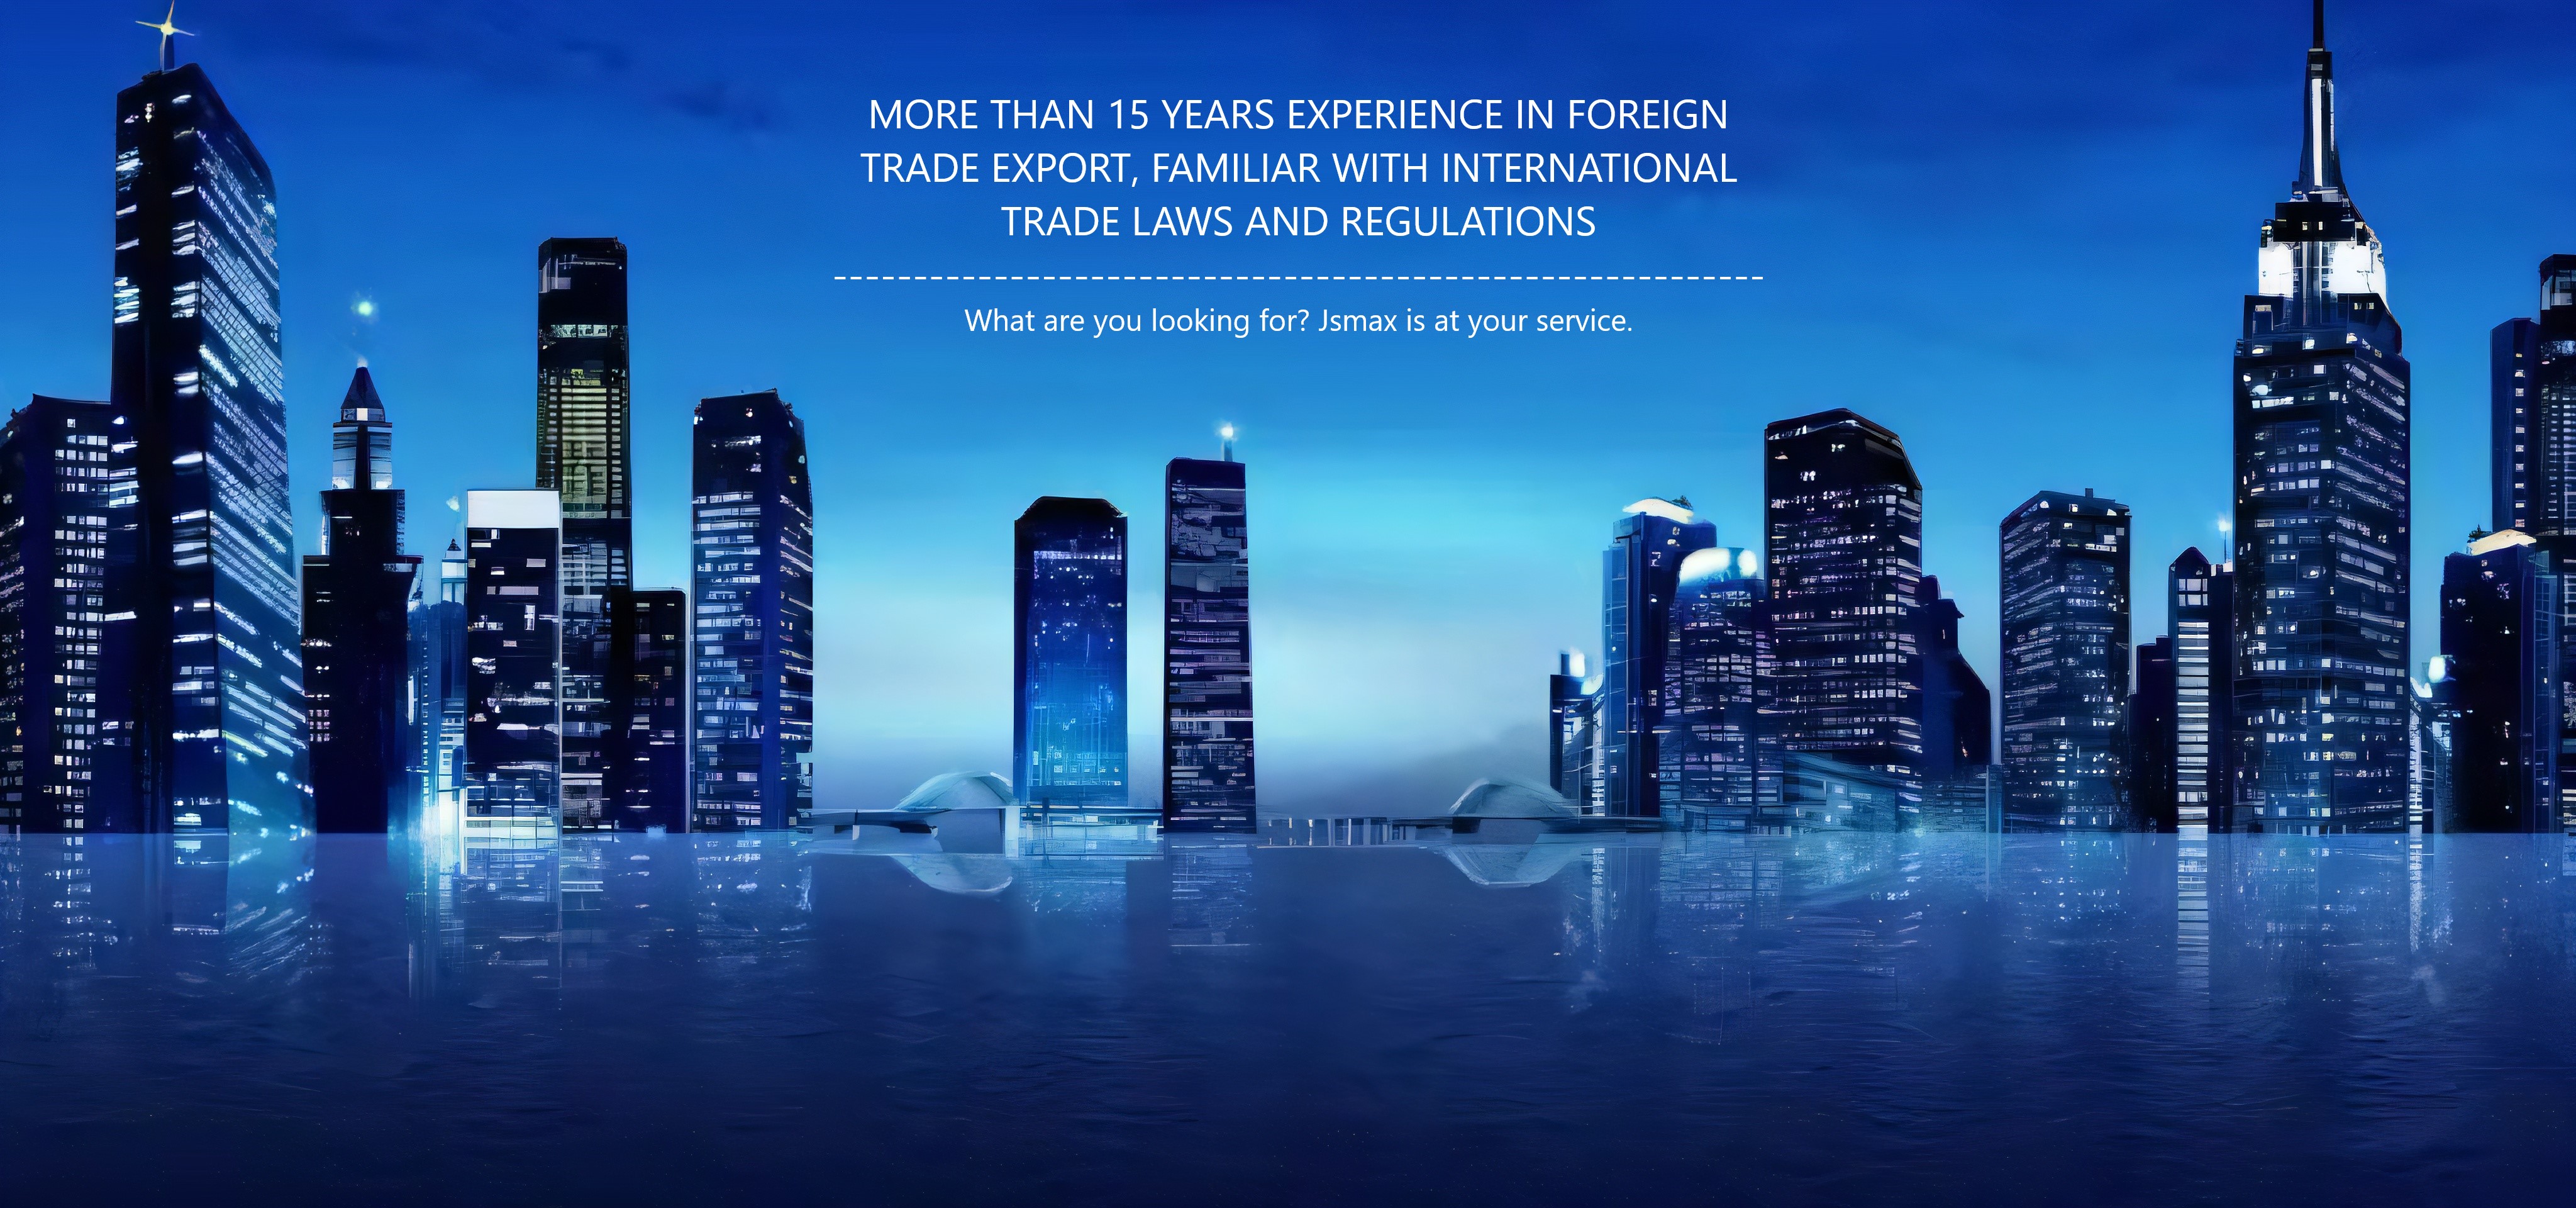 MORE THAN 15 YEARS EXPERIENCE IN FOREIGN
TRADE EXPORT, FAMILIAR WITH INTERNATIONAL
TRADE LAWS AND REGULATIONS
What are you looking for? Jsmax is at your service.